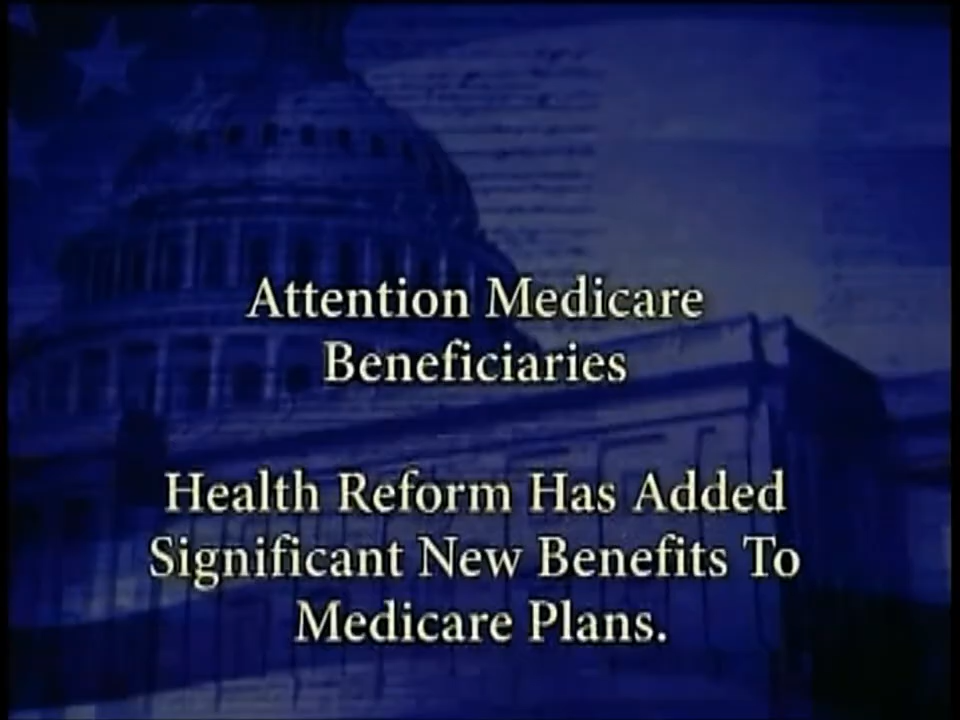 Attention Medicare
Beneficiaries
Health Reform Has Added
Significant New Benefits To
Medicare Plans.